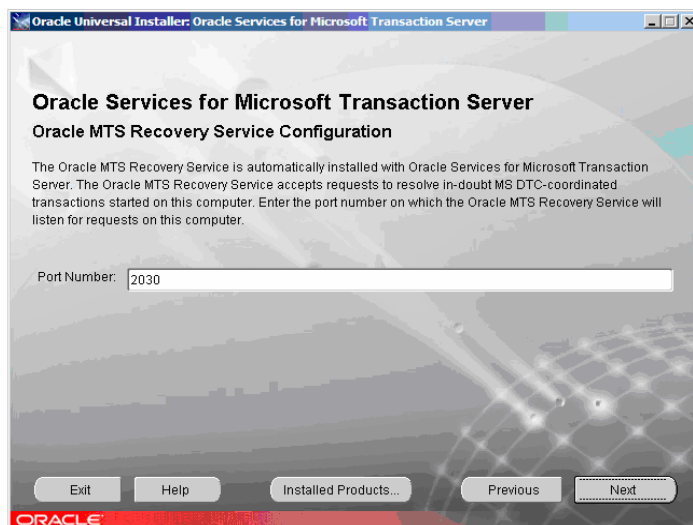 Oracle Universal Installer: Oracle Services for Microsoft Transaction Server
Oracle Services for Microsoft Transaction Server
Oracle MTS Recovery Service Configuration
The Oracle MTS Recovery Service is automatically installed with Oracle Services for Microsoft Transaction
Server. The Oracle MTS Recovery Service accepts requests to resolve in-doubt MS DTC-coordinated
transactions started on this computer. Enter the port number on which the Oracle MTS Recovery Service will
listen for requests on this computer.
Port Number: 2030
Exit Help Installed Products... Previous Next
ORACLE